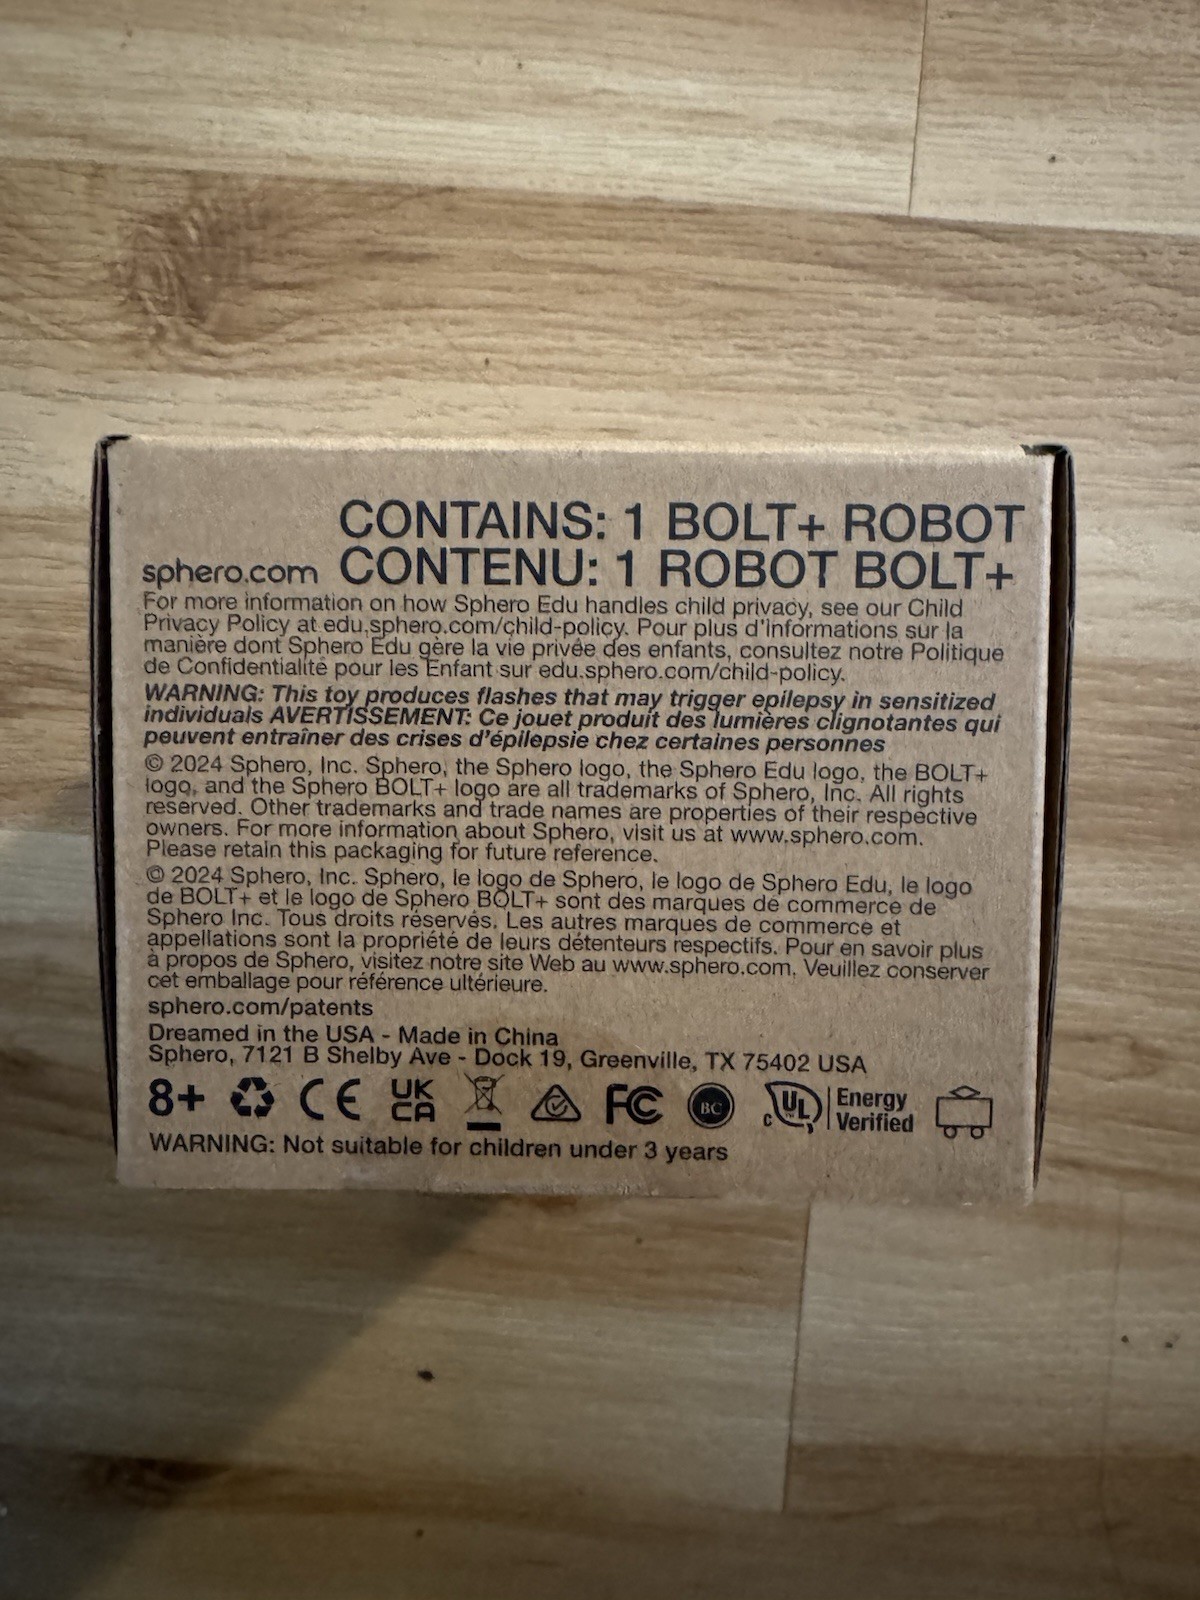 CONTAINS: 1 BOLT+ ROBOT
sphero.com CONTENU: 1 ROBOT BOLT+
For more information on how Sphero Edu handles child privacy, see our Child
Privacy Policy at edu.sphero.com/child-policy. Pour plus d'informations sur la
manière dont Sphero Edu gère la vie privée des enfants, consultez notre Politique
de Confidentialité pour les Enfant sur edu.sphero.com/child-policy.
WARNING: This toy produces flashes that may trigger epilepsy in sensitized
individuals AVERTISSEMENT: Ce jouet produit des lumières clignotantes qui
peuvent entraîner des crises d'épilepsie chez certaines personnes
© 2024 Sphero, Inc. Sphero, the Sphero logo, the Sphero Edu logo, the BOLT+
logo, and the Sphero BOLT+ logo are all trademarks of Sphero, Inc. All rights
reserved. Other trademarks and trade names are properties of their respective
owners. For more information about Sphero, visit us at www.sphero.com.
Please retain this packaging for future reference.
© 2024 Sphero, Inc. Sphero, le logo de Sphero, le logo de Sphero Edu, le logo
de BOLT+ et le logo de Sphero BOLT+ sont des marques de commerce de
Sphero Inc. Tous droits réservés. Les autres marques de commerce et
appellations sont la propriété de leurs détenteurs respectifs. Pour en savoir plus
à propos de Sphero, visitez notre site Web au www.sphero.com. Veuillez conserver
cet emballage pour référence ultérieure.
sphero.com/patents
Dreamed in the USA - Made in China
Sphero, 7121 B Shelby Ave - Dock 19, Greenville, TX 75402 USA
8+ CE UK CA FC BC c UL Energy Verified
WARNING: Not suitable for children under 3 years